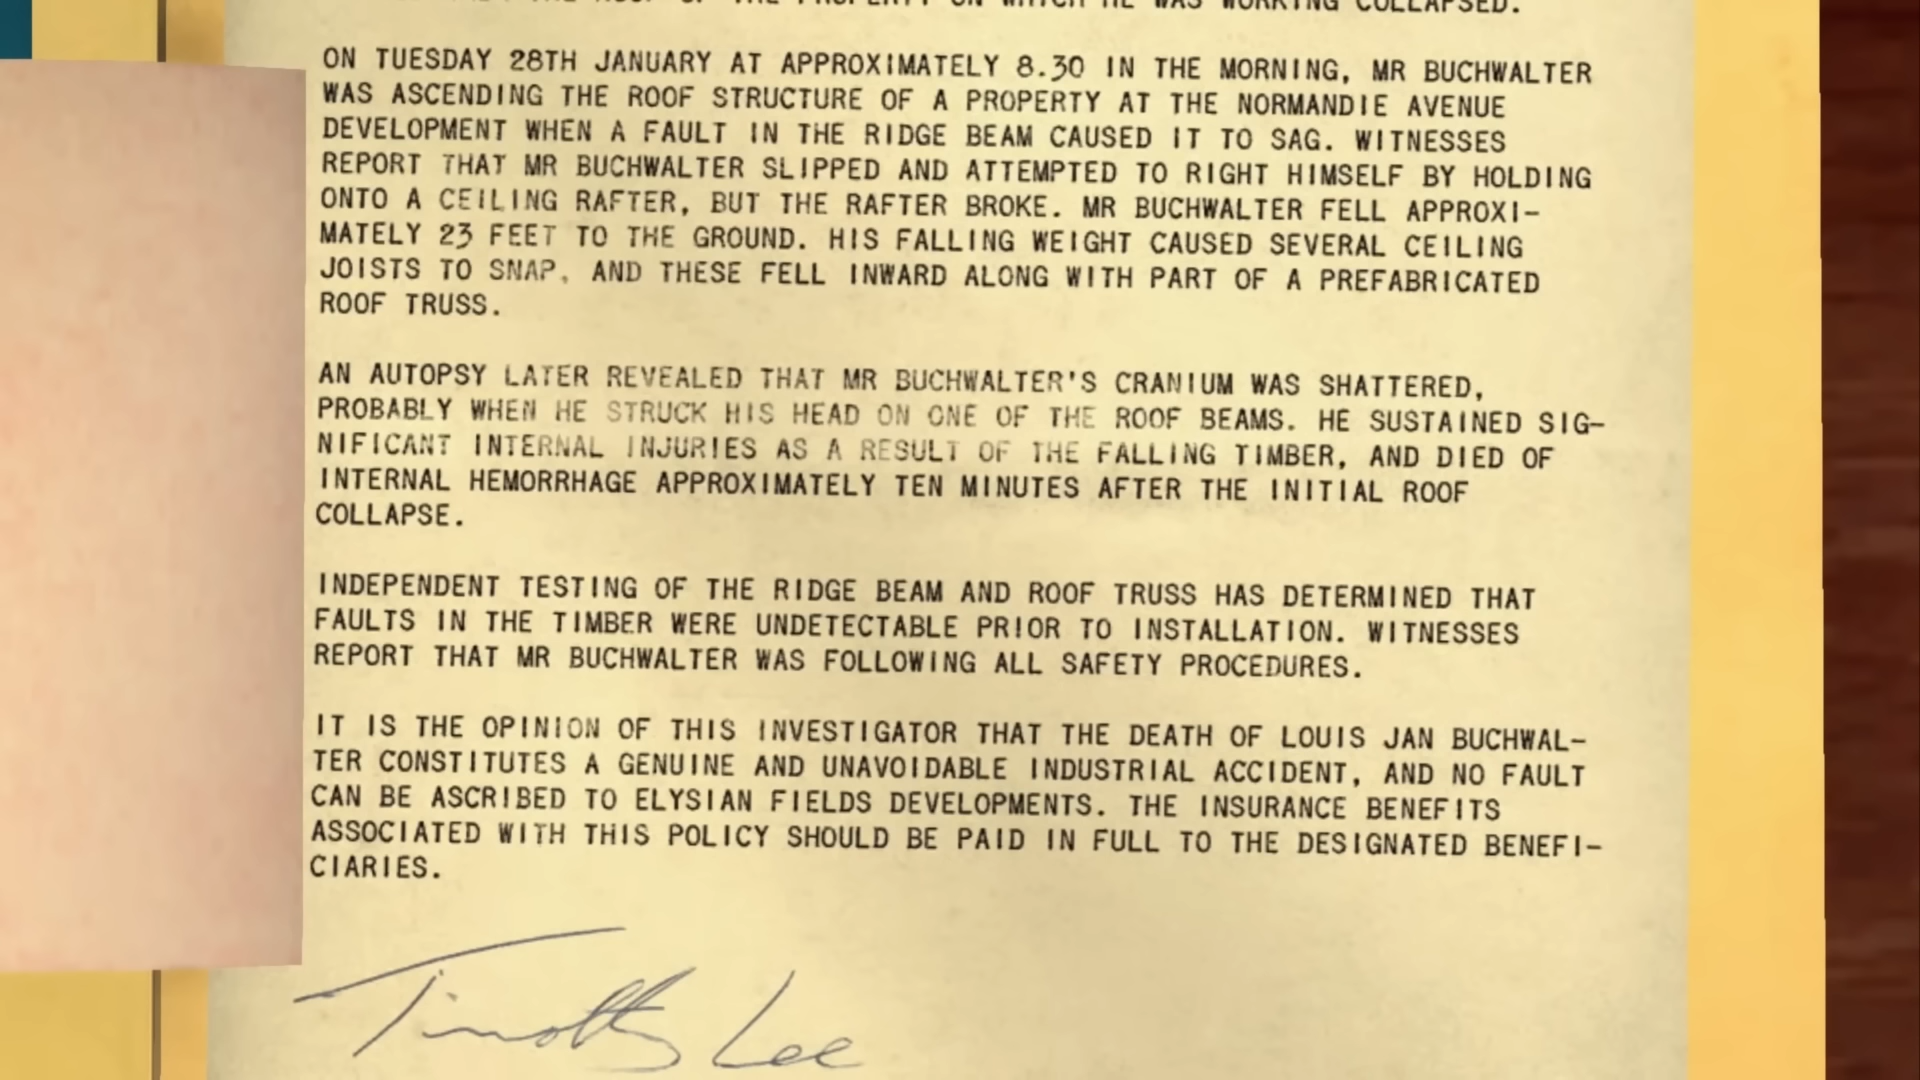 THE ROOF OF THE PROPERTY ON WHICH HE WAS WORKING COLLAPSED.
ON TUESDAY 28TH JANUARY AT APPROXIMATELY 8.30 IN THE MORNING, MR BUCHWALTER
WAS ASCENDING THE ROOF STRUCTURE OF A PROPERTY AT THE NORMANDIE AVENUE
DEVELOPMENT WHEN A FAULT IN THE RIDGE BEAM CAUSED IT TO SAG. WITNESSES
REPORT THAT MR BUCHWALTER SLIPPED AND ATTEMPTED TO RIGHT HIMSELF BY HOLDING
ONTO A CEILING RAFTER, BUT THE RAFTER BROKE. MR BUCHWALTER FELL APPROXI-
MATELY 23 FEET TO THE GROUND. HIS FALLING WEIGHT CAUSED SEVERAL CEILING
JOISTS TO SNAP, AND THESE FELL INWARD ALONG WITH PART OF A PREFABRICATED
ROOF TRUSS.
AN AUTOPSY LATER REVEALED THAT MR BUCHWALTER'S CRANIUM WAS SHATTERED,
PROBABLY WHEN HE STRUCK HIS HEAD ON ONE OF THE ROOF BEAMS. HE SUSTAINED SIG-
NIFICANT INTERNAL INJURIES AS A RESULT OF THE FALLING TIMBER, AND DIED OF
INTERNAL HEMORRHAGE APPROXIMATELY TEN MINUTES AFTER THE INITIAL ROOF
COLLAPSE.
INDEPENDENT TESTING OF THE RIDGE BEAM AND ROOF TRUSS HAS DETERMINED THAT
FAULTS IN THE TIMBER WERE UNDETECTABLE PRIOR TO INSTALLATION. WITNESSES
REPORT THAT MR BUCHWALTER WAS FOLLOWING ALL SAFETY PROCEDURES.
IT IS THE OPINION OF THIS INVESTIGATOR THAT THE DEATH OF LOUIS JAN BUCHWAL-
TER CONSTITUTES A GENUINE AND UNAVOIDABLE INDUSTRIAL ACCIDENT, AND NO FAULT
CAN BE ASCRIBED TO ELYSIAN FIELDS DEVELOPMENTS. THE INSURANCE BENEFITS
ASSOCIATED WITH THIS POLICY SHOULD BE PAID IN FULL TO THE DESIGNATED BENEFI-
CIARIES.
Timothy Lee